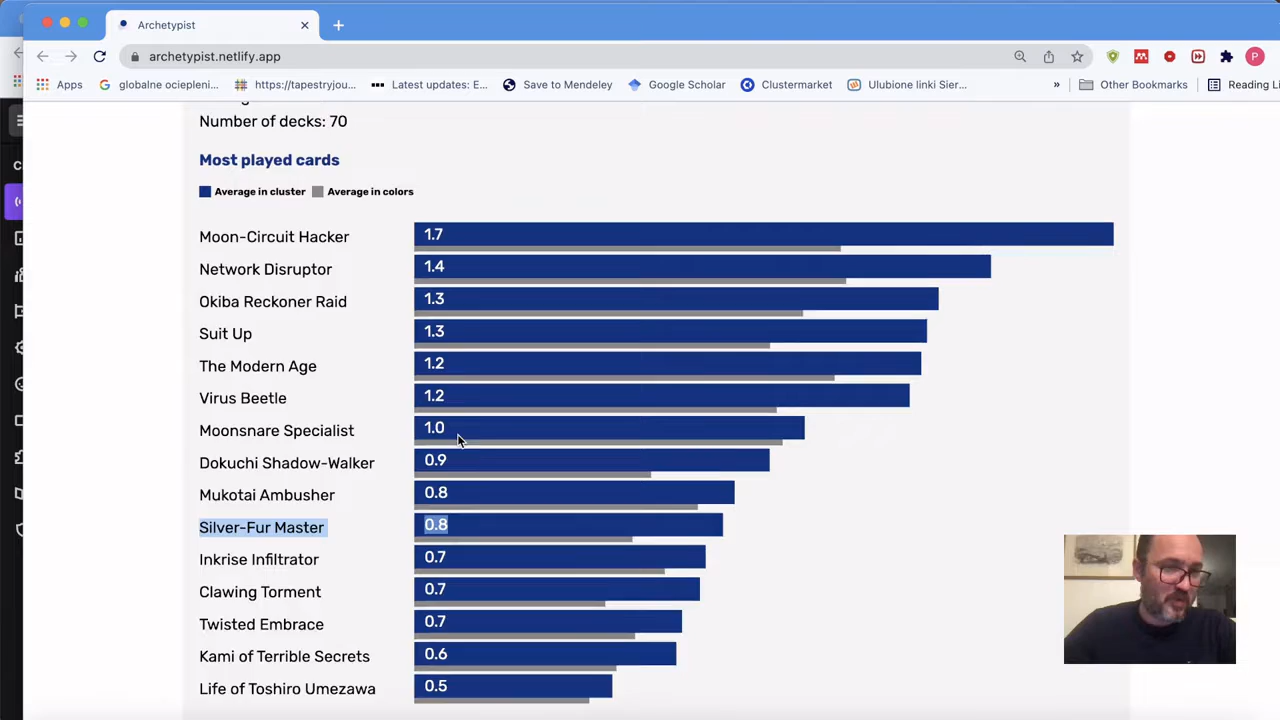 Archetypist
archetypist.netlify.app
P
Apps globalne ociepleni... https://tapestryjou... Latest updates: E... Save to Mendeley Google Scholar Clustermarket Ulubione linki Sier... » Other Bookmarks Reading Li
Number of decks: 70
Most played cards
Average in cluster Average in colors
Moon-Circuit Hacker 1.7
Network Disruptor 1.4
Okiba Reckoner Raid 1.3
Suit Up 1.3
The Modern Age 1.2
Virus Beetle 1.2
Moonsnare Specialist 1.0
Dokuchi Shadow-Walker 0.9
Mukotai Ambusher 0.8
Silver-Fur Master 0.8
Inkrise Infiltrator 0.7
Clawing Torment 0.7
Twisted Embrace 0.7
Kami of Terrible Secrets 0.6
Life of Toshiro Umezawa 0.5